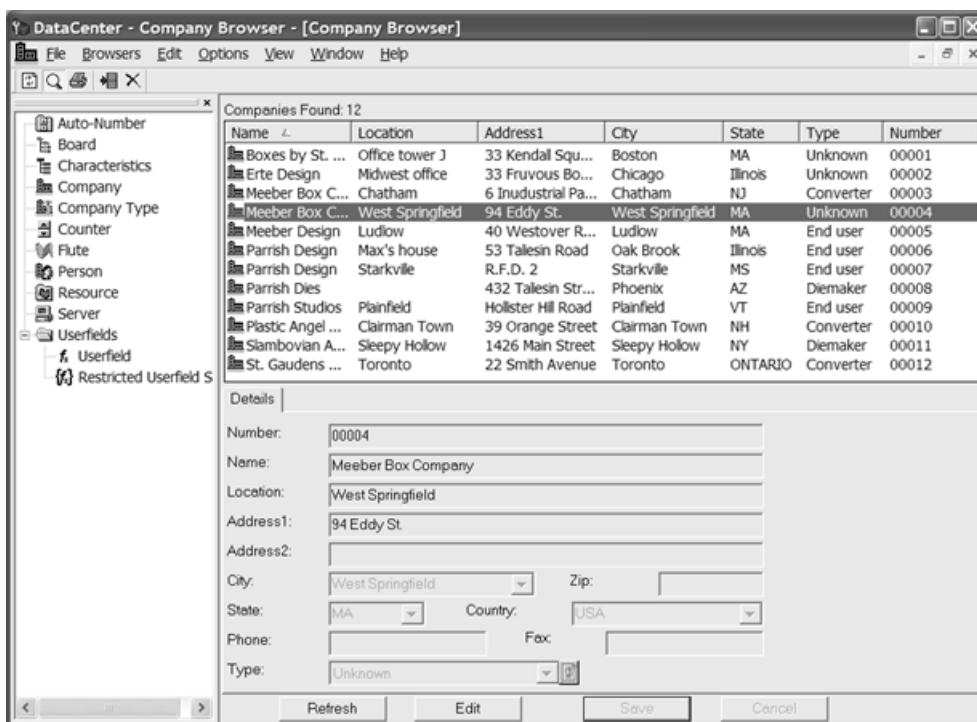 DataCenter - Company Browser - [Company Browser]
File Browsers Edit Options View Window Help
Auto-Number
Board
Characteristics
Company
Company Type
Counter
Flute
Person
Resource
Server
Userfields
Userfield
Restricted Userfield S
Companies Found: 12
Name Location Address1 City State Type Number
Boxes by St. ... Office tower J 33 Kendall Squ... Boston MA Unknown 00001
Erte Design Midwest office 33 Fruvous Bo... Chicago Illinois Unknown 00002
Meeber Box C... Chatham 6 Inudustrial Pa... Chatham NJ Converter 00003
Meeber Box C... West Springfield 94 Eddy St. West Springfield MA Unknown 00004
Meeber Design Ludlow 40 Westover R... Ludlow MA End user 00005
Parrish Design Max's house 53 Talesin Road Oak Brook Illinois End user 00006
Parrish Design Starkville R.F.D. 2 Starkville MS End user 00007
Parrish Dies 432 Talesin Str... Phoenix AZ Diemaker 00008
Parrish Studios Plainfield Hollister Hill Road Plainfield VT End user 00009
Plastic Angel ... Clairman Town 39 Orange Street Clairman Town NH Converter 00010
Slambovian A... Sleepy Hollow 1426 Main Street Sleepy Hollow NY Diemaker 00011
St. Gaudens ... Toronto 22 Smith Avenue Toronto ONTARIO Converter 00012
Details
Number: 00004
Name: Meeber Box Company
Location: West Springfield
Address1: 94 Eddy St.
Address2:
City: West Springfield Zip:
State: MA Country: USA
Phone: Fax:
Type: Unknown
Refresh Edit Save Cancel